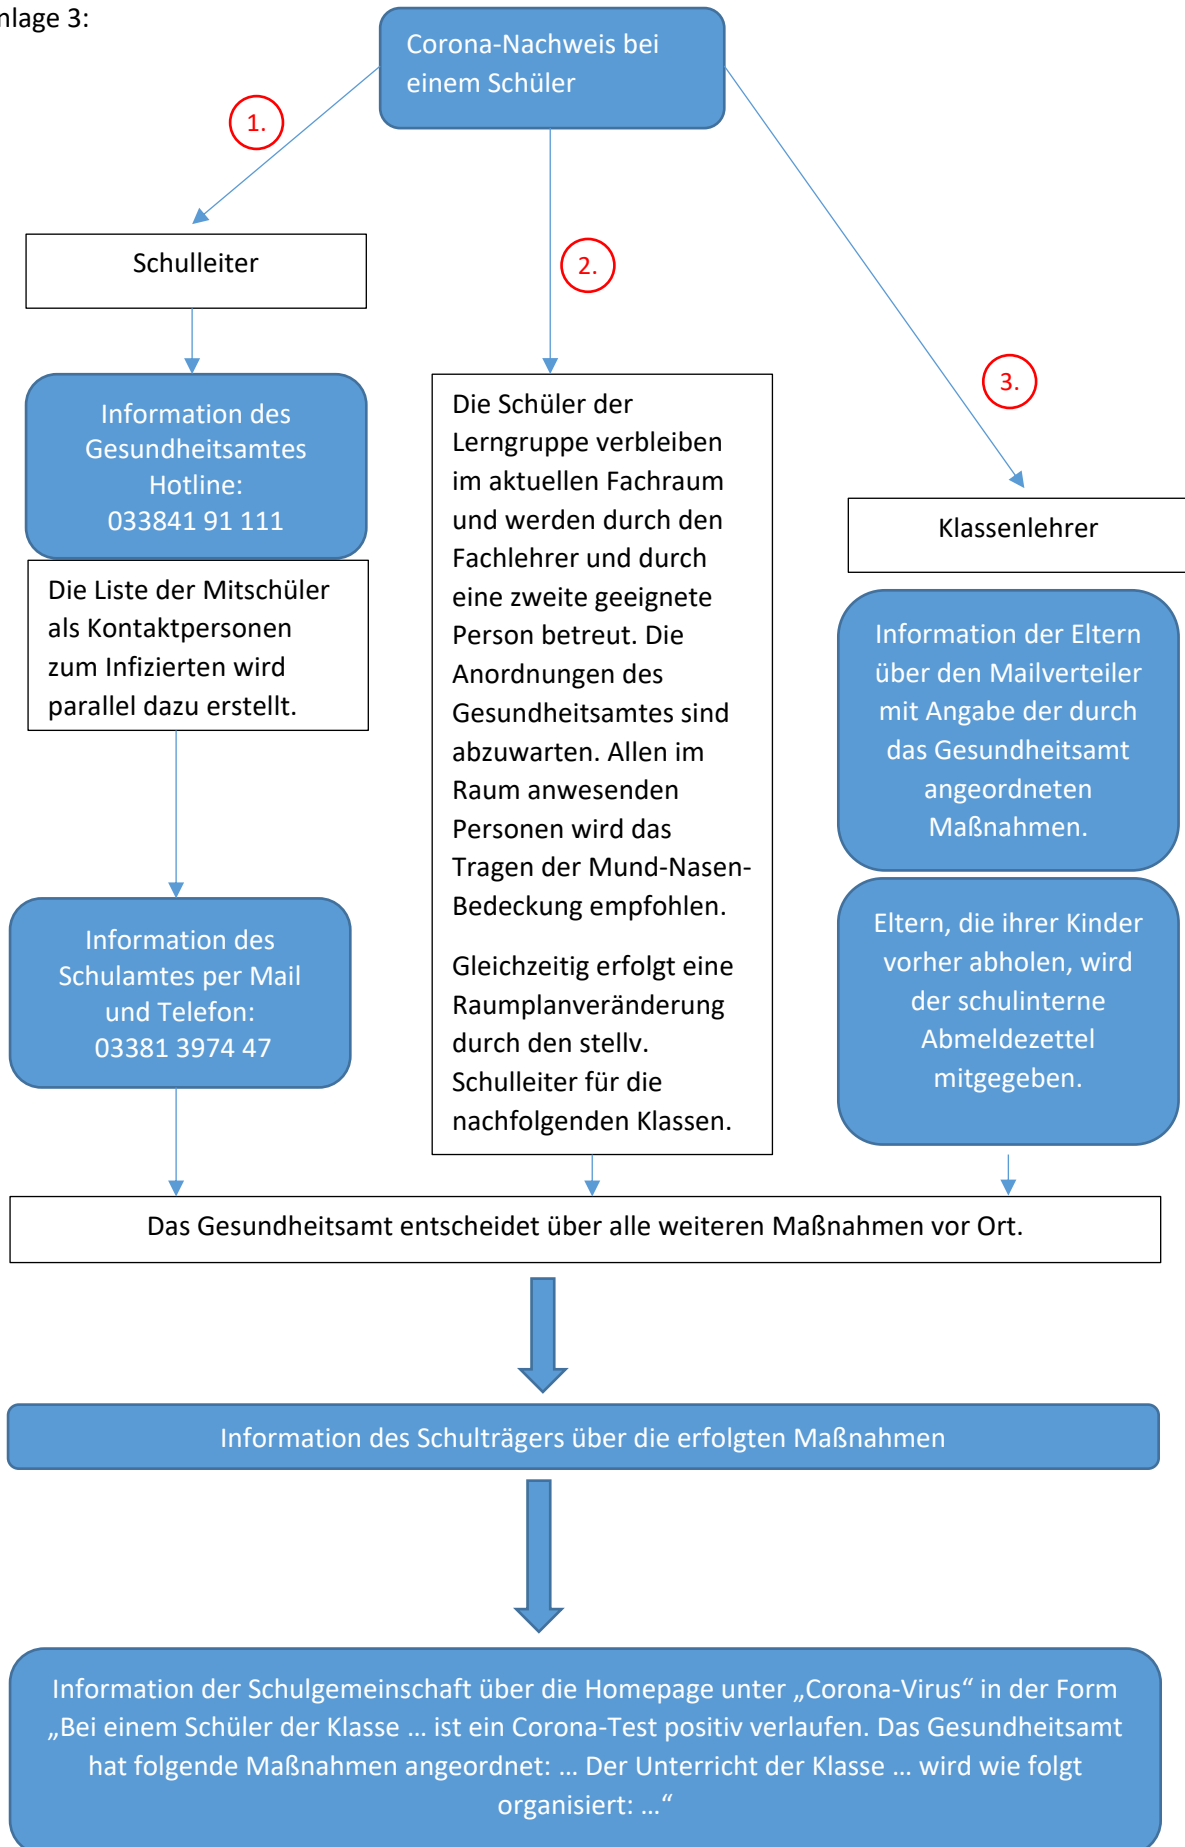 nlage 3:
Corona-Nachweis bei
einem Schüler
1.
Schulleiter
Information des
Gesundheitsamtes
Hotline:
033841 91 111
Die Liste der Mitschüler
als Kontaktpersonen
zum Infizierten wird
parallel dazu erstellt.
Information des
Schulamtes per Mail
und Telefon:
03381 3974 47
2.
Die Schüler der
Lerngruppe verbleiben
im aktuellen Fachraum
und werden durch den
Fachlehrer und durch
eine zweite geeignete
Person betreut. Die
Anordnungen des
Gesundheitsamtes sind
abzuwarten. Allen im
Raum anwesenden
Personen wird das
Tragen der Mund-Nasen-
Bedeckung empfohlen.
Gleichzeitig erfolgt eine
Raumplanveränderung
durch den stellv.
Schulleiter für die
nachfolgenden Klassen.
3.
Klassenlehrer
Information der Eltern
über den Mailverteiler
mit Angabe der durch
das Gesundheitsamt
angeordneten
Maßnahmen.
Eltern, die ihrer Kinder
vorher abholen, wird
der schulinterne
Abmeldezettel
mitgegeben.
Das Gesundheitsamt entscheidet über alle weiteren Maßnahmen vor Ort.
Information des Schulträgers über die erfolgten Maßnahmen
Information der Schulgemeinschaft über die Homepage unter „Corona-Virus“ in der Form
„Bei einem Schüler der Klasse … ist ein Corona-Test positiv verlaufen. Das Gesundheitsamt
hat folgende Maßnahmen angeordnet: … Der Unterricht der Klasse … wird wie folgt
organisiert: …“